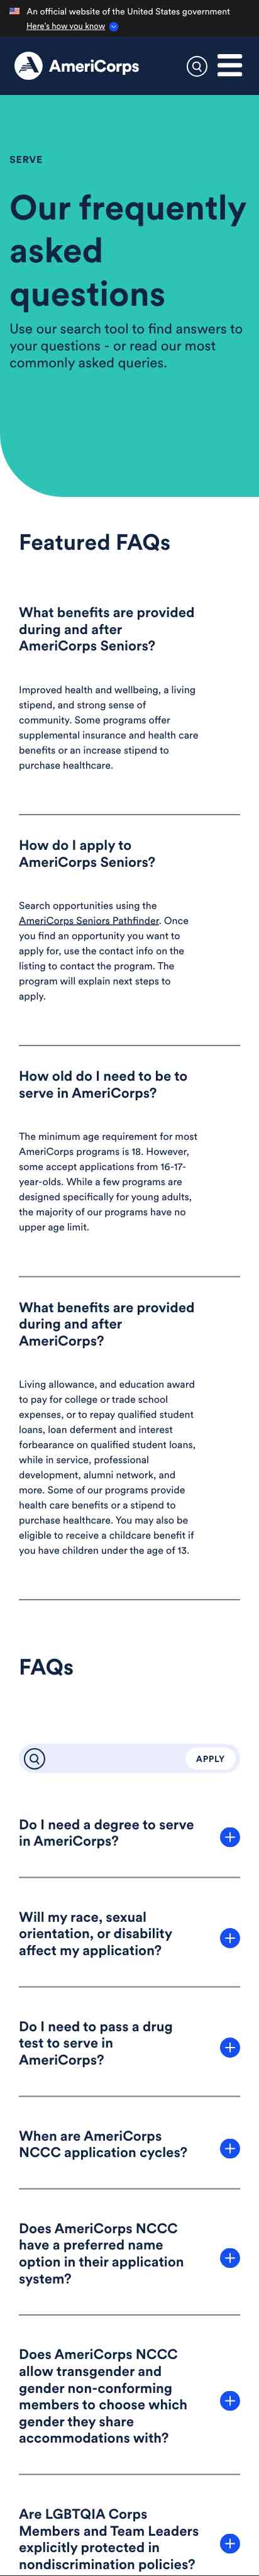 An official website of the United States government
Here's how you know
AmeriCorps
SERVE
Our frequently
asked
questions
Use our search tool to find answers to
your questions - or read our most
commonly asked queries.
Featured FAQs
What benefits are provided
during and after
AmeriCorps Seniors?
Improved health and wellbeing, a living
stipend, and strong sense of
community. Some programs offer
supplemental insurance and health care
benefits or an increase stipend to
purchase healthcare.
How do I apply to
AmeriCorps Seniors?
Search opportunities using the
AmeriCorps Seniors Pathfinder. Once
you find an opportunity you want to
apply for, use the contact info on the
listing to contact the program. The
program will explain next steps to
apply.
How old do I need to be to
serve in AmeriCorps?
The minimum age requirement for most
AmeriCorps programs is 18. However,
some accept applications from 16-17-
year-olds. While a few programs are
designed specifically for young adults,
the majority of our programs have no
upper age limit.
What benefits are provided
during and after
AmeriCorps?
Living allowance, and education award
to pay for college or trade school
expenses, or to repay qualified student
loans, loan deferment and interest
forbearance on qualified student loans,
while in service, professional
development, alumni network, and
more. Some of our programs provide
health care benefits or a stipend to
purchase healthcare. You may also be
eligible to receive a childcare benefit if
you have children under the age of 13.
FAQs
APPLY
Do I need a degree to serve
in AmeriCorps?
Will my race, sexual
orientation, or disability
affect my application?
Do I need to pass a drug
test to serve in
AmeriCorps?
When are AmeriCorps
NCCC application cycles?
Does AmeriCorps NCCC
have a preferred name
option in their application
system?
Does AmeriCorps NCCC
allow transgender and
gender non-conforming
members to choose which
gender they share
accommodations with?
Are LGBTQIA Corps
Members and Team Leaders
explicitly protected in
nondiscrimination policies?